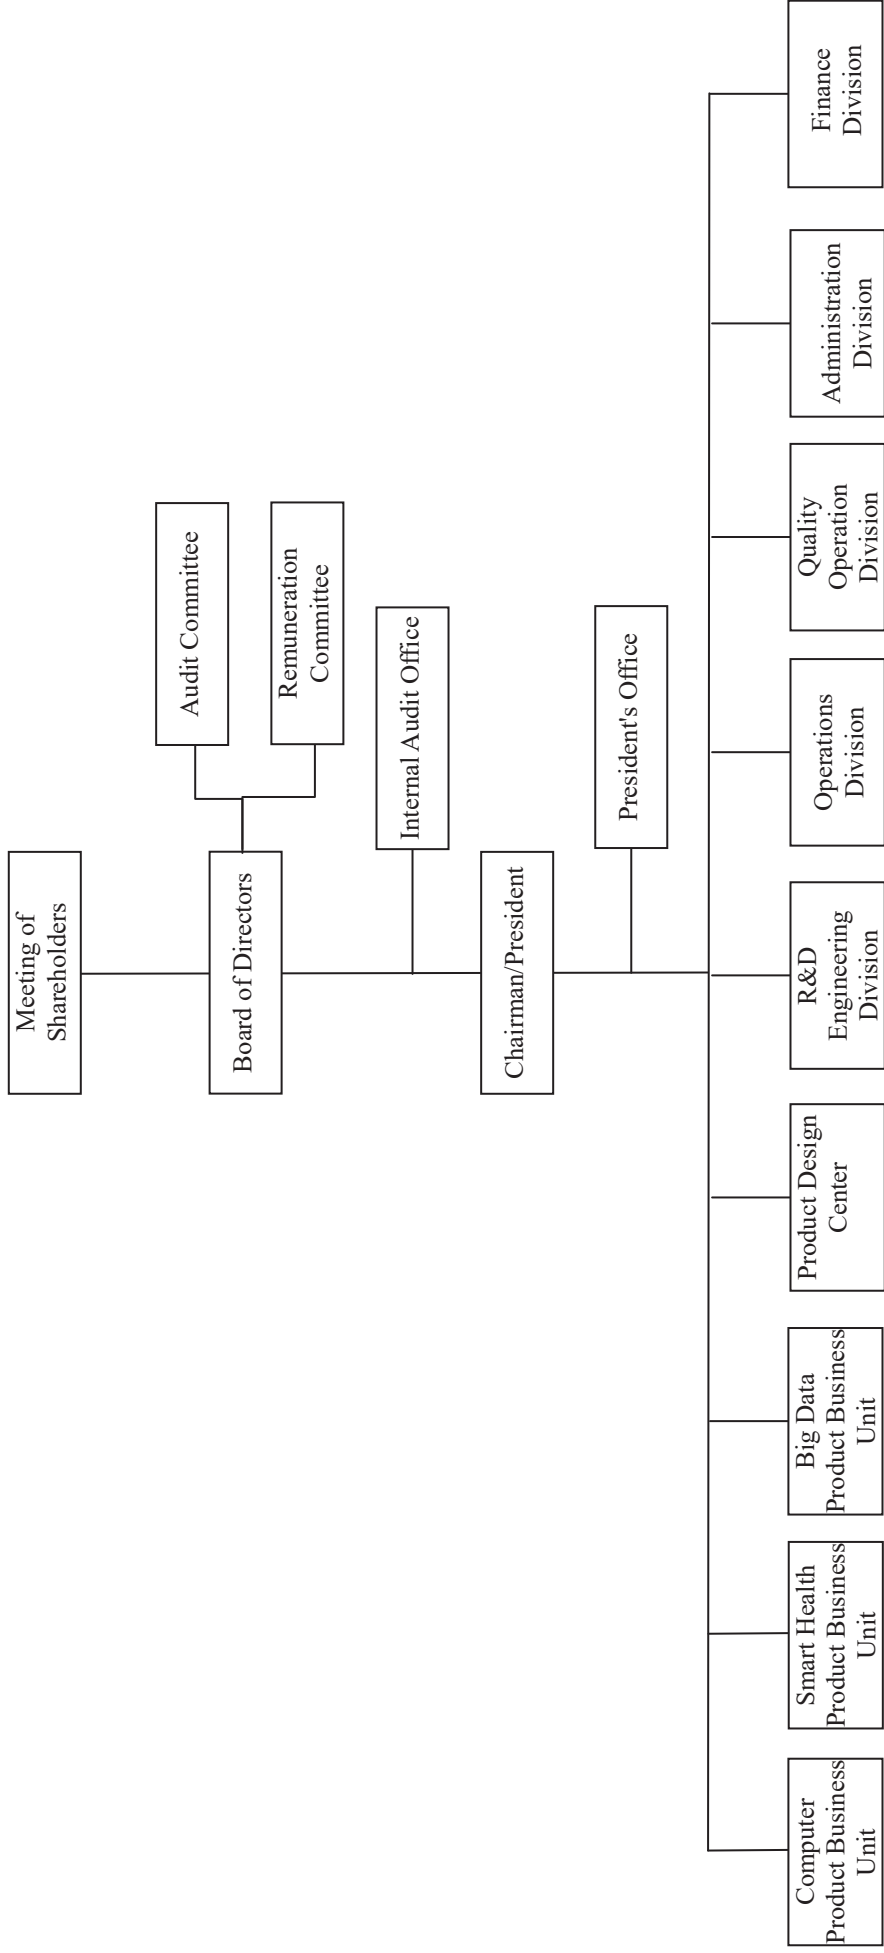 Meeting of
Shareholders
Board of Directors
Audit Committee
Remuneration
Committee
Internal Audit Office
Chairman/President
President's Office
Computer
Product Business
Unit
Smart Health
Product Business
Unit
Big Data
Product Business
Unit
Product Design
Center
R&D
Engineering
Division
Operations
Division
Quality
Operation
Division
Administration
Division
Finance
Division